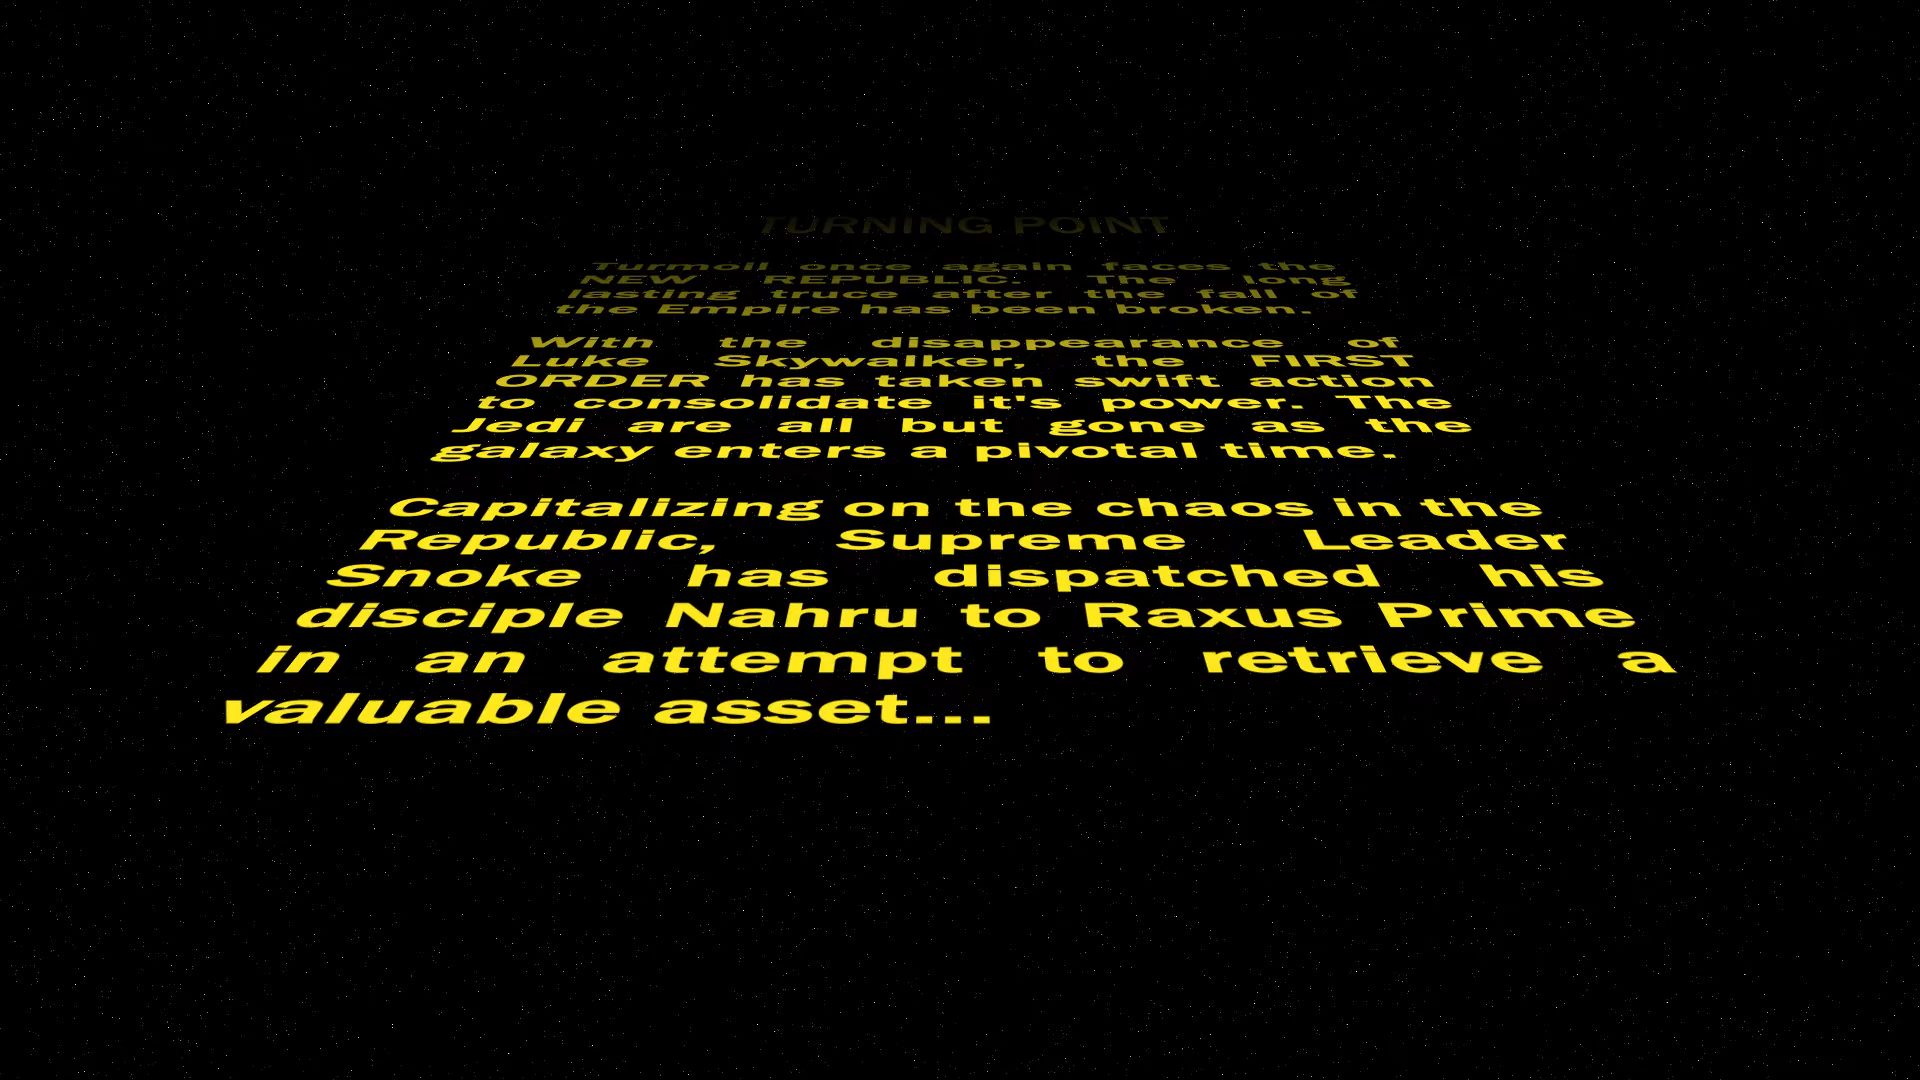 TURNING POINT
Turmoil once again faces the
NEW REPUBLIC. The long
lasting truce after the fall of
the Empire has been broken.
With the disappearance of
Luke Skywalker, the FIRST
ORDER has taken swift action
to consolidate it's power. The
Jedi are all but gone as the
galaxy enters a pivotal time.
Capitalizing on the chaos in the
Republic, Supreme Leader
Snoke has dispatched his
disciple Nahru to Raxus Prime
in an attempt to retrieve a
valuable asset...